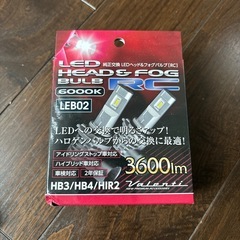 純正交換 LEDヘッド&フォグバルブ[RC]
LED
HEAD & FOG
BULB RC
6000K
LEB02
LEDへの交換で明るさアップ!
ハロゲンバルブからの交換に最適!
アイドリングストップ車対応
ハイブリッド車対応
車検対応 2年保証
3600lm
HB3/HB4/HIR2
Valenti